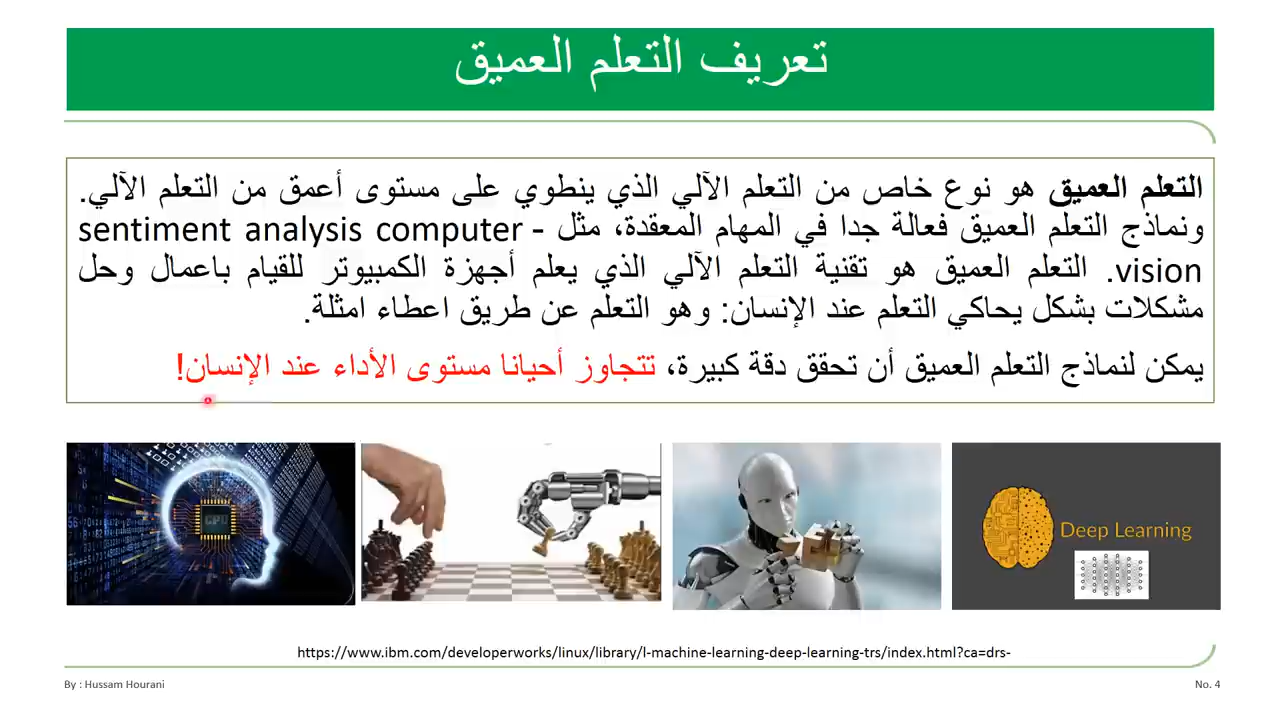 تعريف التعلم العميق
التعلم العميق هو نوع خاص من التعلم الآلي الذي ينطوي على مستوى أعمق من التعلم الآلي.
ونماذج التعلم العميق فعالة جدا في المهام المعقدة، مثل - sentiment analysis computer
vision. التعلم العميق هو تقنية التعلم الآلي الذي يعلم أجهزة الكمبيوتر للقيام باعمال وحل
مشكلات بشكل يحاكي التعلم عند الإنسان: وهو التعلم عن طريق اعطاء امثلة.
يمكن لنماذج التعلم العميق أن تحقق دقة كبيرة، تتجاوز أحيانا مستوى الأداء عند الإنسان!
CPU
Deep Learning
https://www.ibm.com/developerworks/linux/library/l-machine-learning-deep-learning-trs/index.html?ca=drs-
By : Hussam Hourani
No. 4